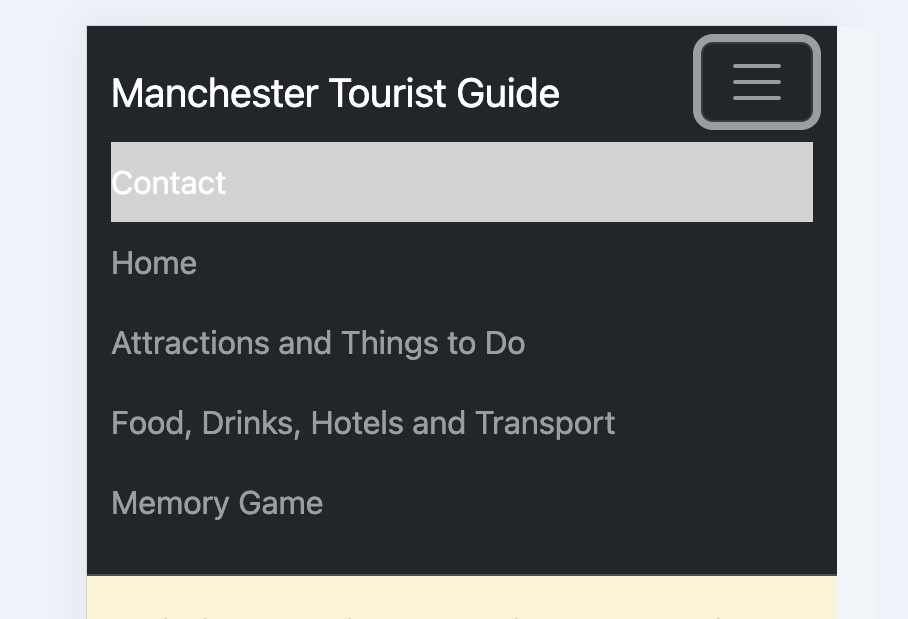 Manchester Tourist Guide
Contact
Home
Attractions and Things to Do
Food, Drinks, Hotels and Transport
Memory Game